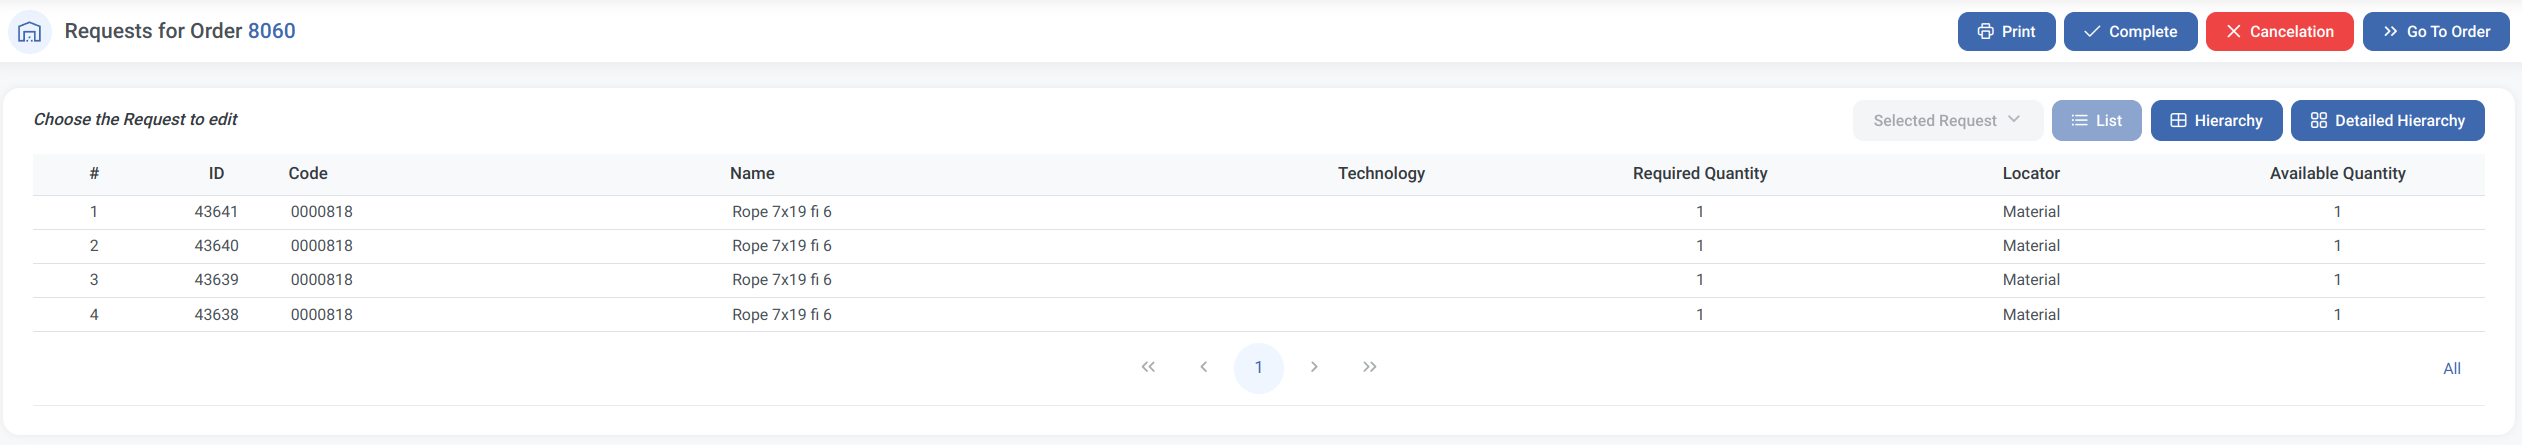 Requests for Order 8060
Print
Complete
Cancelation
Go To Order
Choose the Request to edit
Selected Request
List
Hierarchy
Detailed Hierarchy
# ID Code Name Technology Required Quantity Locator Available Quantity
1 43641 0000818 Rope 7x19 fi 6 1 Material 1
2 43640 0000818 Rope 7x19 fi 6 1 Material 1
3 43639 0000818 Rope 7x19 fi 6 1 Material 1
4 43638 0000818 Rope 7x19 fi 6 1 Material 1
1
All